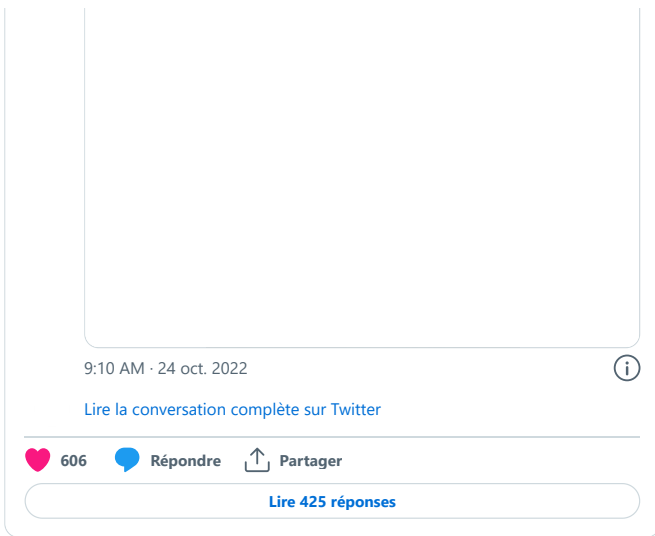 9:10 AM · 24 oct. 2022
Lire la conversation complète sur Twitter
606 Répondre Partager
Lire 425 réponses